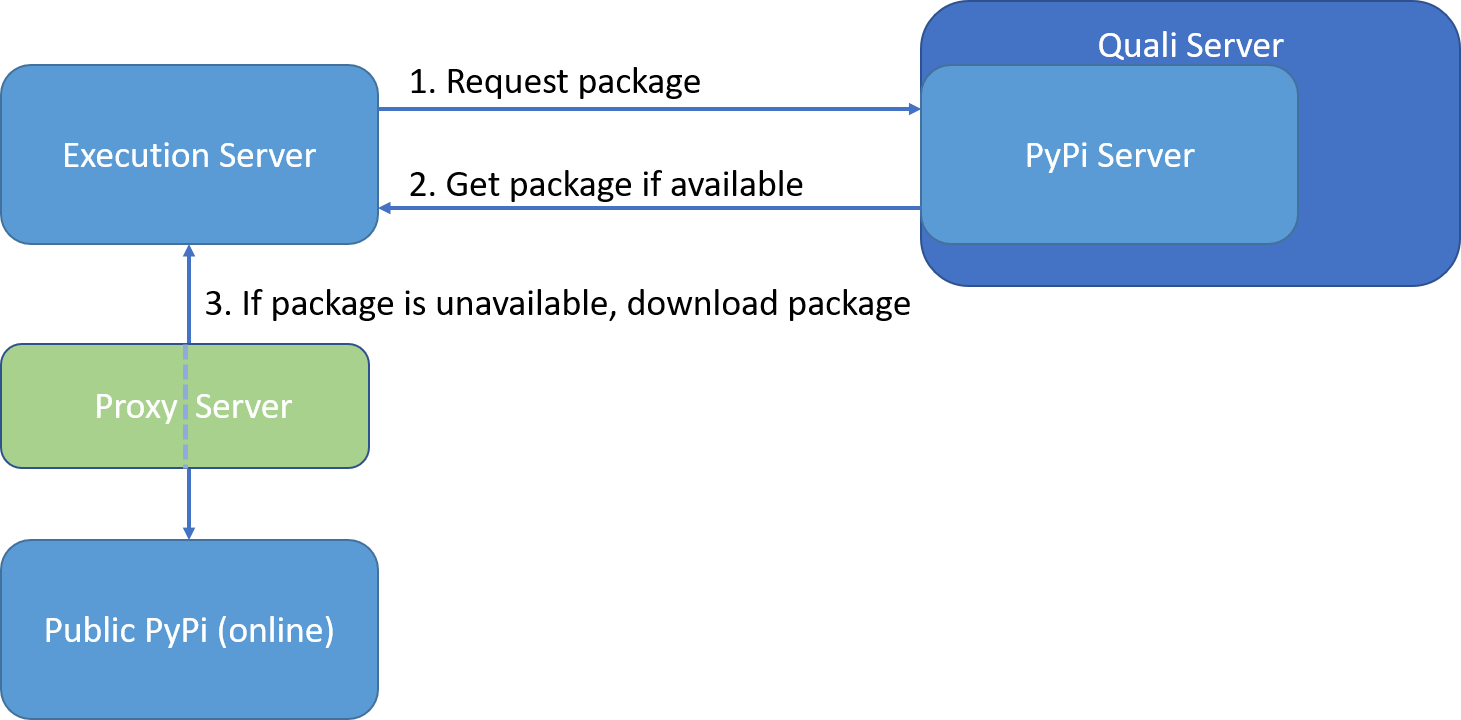 Quali Server
1. Request package
Execution Server
PyPi Server
2. Get package if available
3. If package is unavailable, download package
Proxy Server
Public PyPi (online)